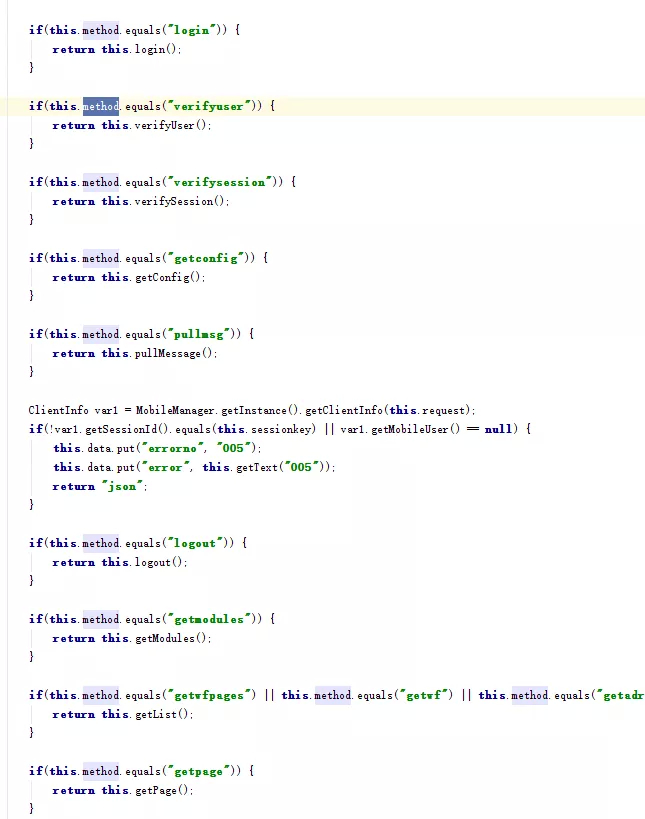 if(this.method.equals("login")) {
return this.login();
}
if(this.method.equals("verifyuser")) {
return this.verifyUser();
}
if(this.method.equals("verifysession")) {
return this.verifySession();
}
if(this.method.equals("getconfig")) {
return this.getConfig();
}
if(this.method.equals("pullmsg")) {
return this.pullMessage();
}
ClientInfo var1 = MobileManager.getInstance().getClientInfo(this.request);
if(!var1.getSessionId().equals(this.sessionkey) || var1.getMobileUser() == null) {
this.data.put("errorno", "005");
this.data.put("error", this.getText("005"));
return "json";
}
if(this.method.equals("logout")) {
return this.logout();
}
if(this.method.equals("getmodules")) {
return this.getModules();
}
if(this.method.equals("getwfpages") || this.method.equals("getwf") || this.method.equals("getadr
return this.getList();
}
if(this.method.equals("getpage")) {
return this.getPage();
}